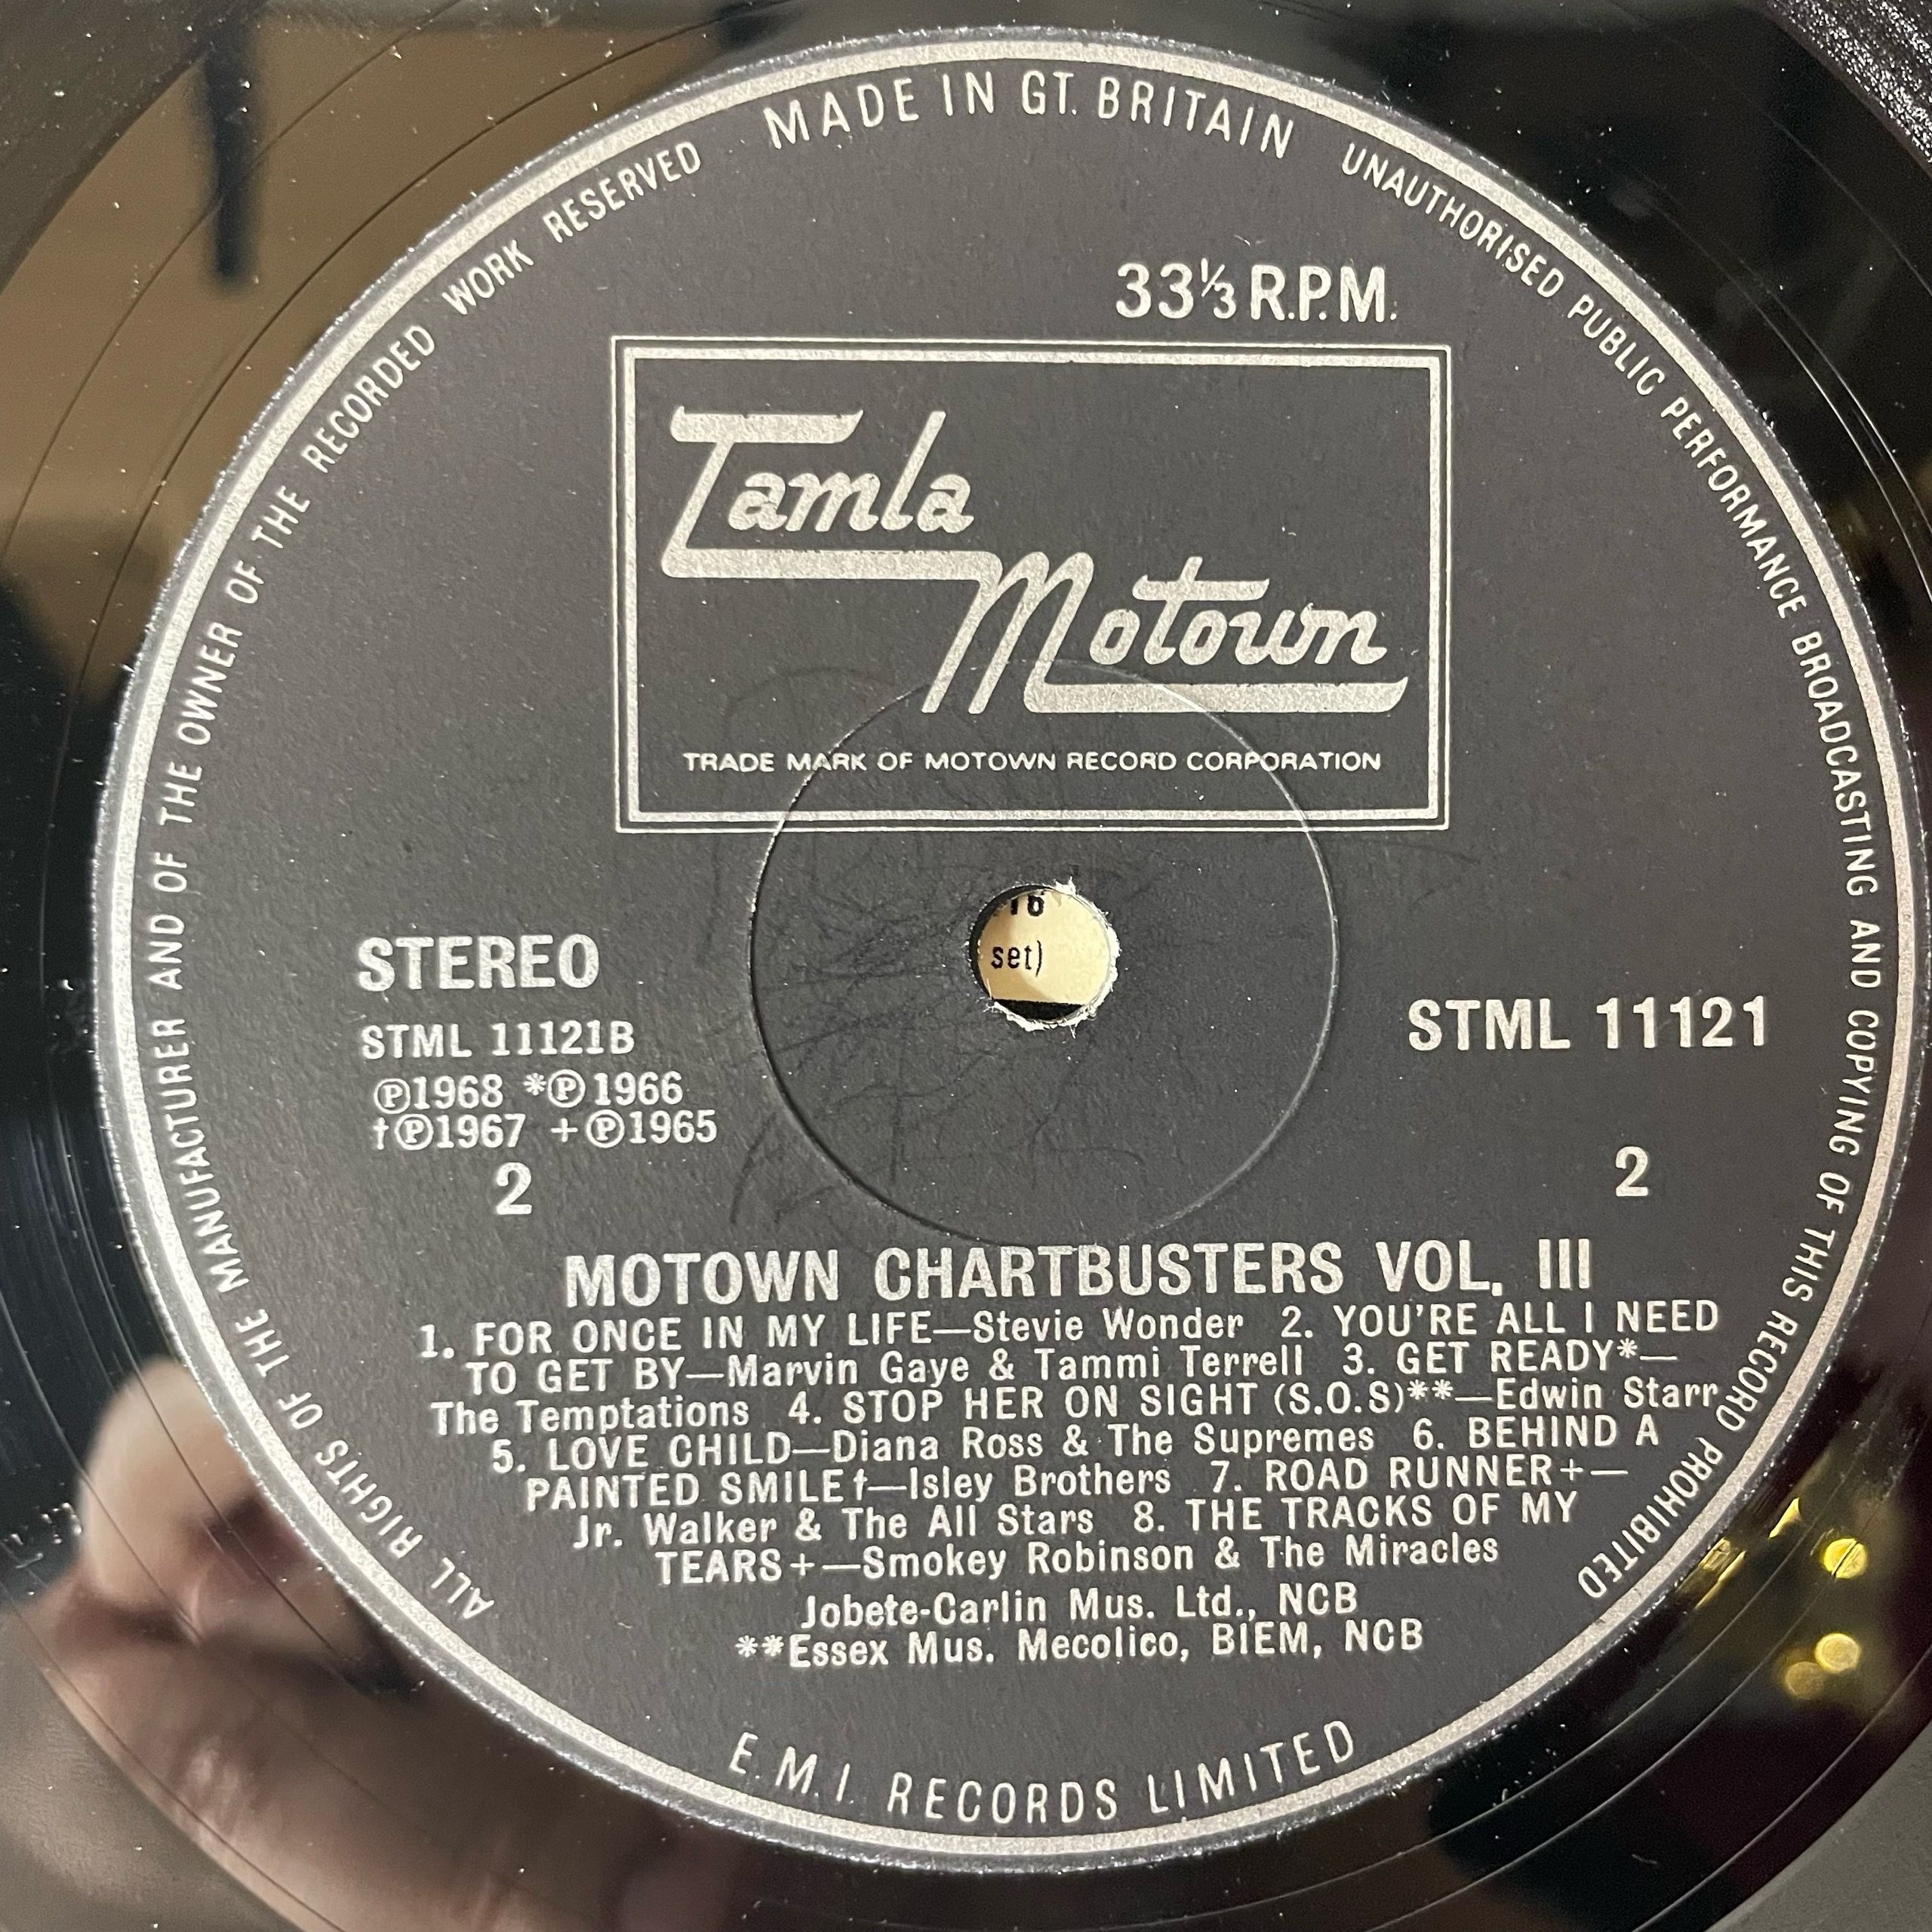 MADE IN GT. BRITAIN
UNAUTHORISED PUBLIC PERFORMANCE BROADCASTING AND COPYING OF THIS RECORD PROHIBITED
ALL RIGHTS OF THE MANUFACTURER AND OF THE OWNER OF THE RECORDED WORK RESERVED
33⅓ R.P.M.
Tamla
Motown
TRADE MARK OF MOTOWN RECORD CORPORATION
set)
STEREO
STML 11121B
℗1968 *℗1966
†℗1967 +℗1965
2
STML 11121
2
MOTOWN CHARTBUSTERS VOL. III
1. FOR ONCE IN MY LIFE—Stevie Wonder 2. YOU'RE ALL I NEED
TO GET BY—Marvin Gaye & Tammi Terrell 3. GET READY*—
The Temptations 4. STOP HER ON SIGHT (S.O.S)**—Edwin Starr
5. LOVE CHILD—Diana Ross & The Supremes 6. BEHIND A
PAINTED SMILE†—Isley Brothers 7. ROAD RUNNER+—
Jr. Walker & The All Stars 8. THE TRACKS OF MY
TEARS+—Smokey Robinson & The Miracles
Jobete-Carlin Mus. Ltd., NCB
**Essex Mus. Mecolico, BIEM, NCB
E.M.I. RECORDS LIMITED